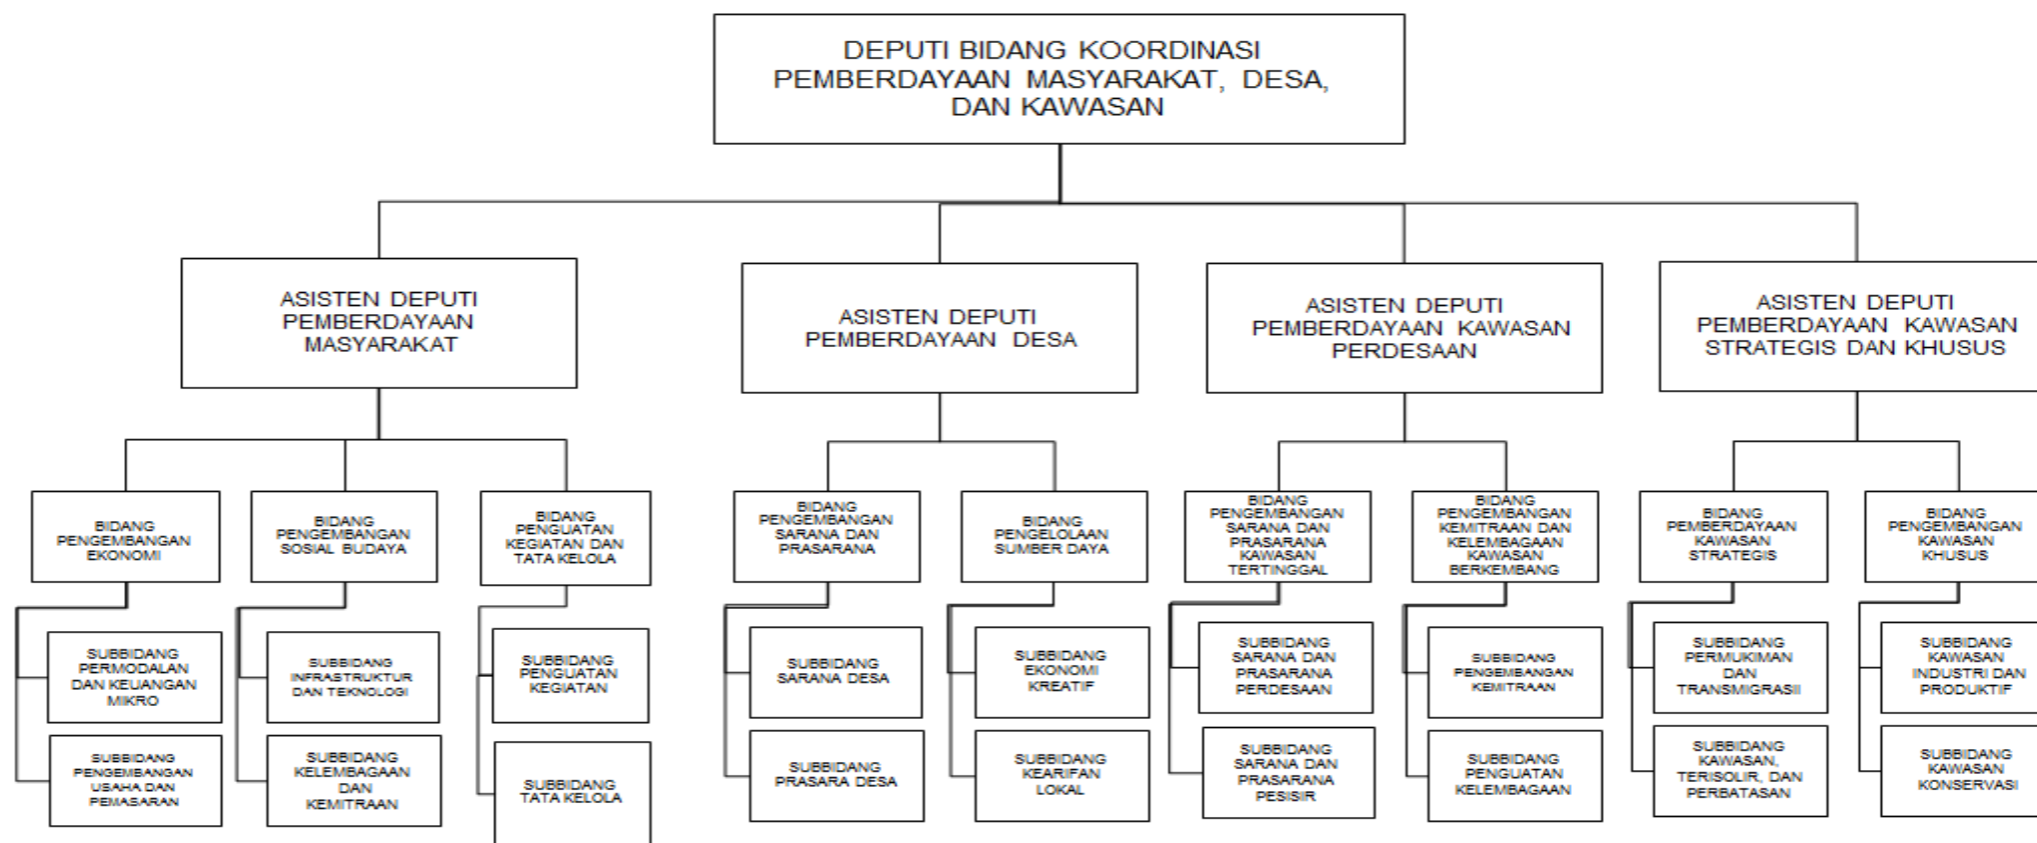 DEPUTI BIDANG KOORDINASI
PEMBERDAYAAN MASYARAKAT, DESA,
DAN KAWASAN
ASISTEN DEPUTI
PEMBERDAYAAN
MASYARAKAT
ASISTEN DEPUTI
PEMBERDAYAAN DESA
ASISTEN DEPUTI
PEMBERDAYAAN KAWASAN
PERDESAAN
ASISTEN DEPUTI
PEMBERDAYAAN KAWASAN
STRATEGIS DAN KHUSUS
BIDANG
PENGEMBANGAN
EKONOMI
BIDANG
PENGEMBANGAN
SOSIAL BUDAYA
BIDANG
PENGUATAN
KEGIATAN DAN
TATA KELOLA
BIDANG
PENGEMBANGAN
SARANA DAN
PRASARANA
BIDANG
PENGELOLAAN
SUMBER DAYA
BIDANG
PENGEMBANGAN
SARANA DAN
PRASARANA
KAWASAN
TERTINGGAL
BIDANG
PENGEMBANGAN
KEMITRAAN DAN
KELEMBAGAAN
KAWASAN
BERKEMBANG
BIDANG
PEMBERDAYAAN
KAWASAN
STRATEGIS
BIDANG
PENGEMBANGAN
KAWASAN
KHUSUS
SUBBIDANG
PERMODALAN
DAN KEUANGAN
MIKRO
SUBBIDANG
INFRASTRUKTUR
DAN TEKNOLOGI
SUBBIDANG
PENGUATAN
KEGIATAN
SUBBIDANG
SARANA DESA
SUBBIDANG
EKONOMI
KREATIF
SUBBIDANG
SARANA DAN
PRASARANA
PERDESAAN
SUBBIDANG
PENGEMBANGAN
KEMITRAAN
SUBBIDANG
PERMUKIMAN
DAN
TRANSMIGRASII
SUBBIDANG
KAWASAN
INDUSTRI DAN
PRODUKTIF
SUBBIDANG
PENGEMBANGAN
USAHA DAN
PEMASARAN
SUBBIDANG
KELEMBAGAAN
DAN
KEMITRAAN
SUBBIDANG
TATA KELOLA
SUBBIDANG
PRASARA DESA
SUBBIDANG
KEARIFAN
LOKAL
SUBBIDANG
SARANA DAN
PRASARANA
PESISIR
SUBBIDANG
PENGUATAN
KELEMBAGAAN
SUBBIDANG
KAWASAN,
TERISOLIR, DAN
PERBATASAN
SUBBIDANG
KAWASAN
KONSERVASI